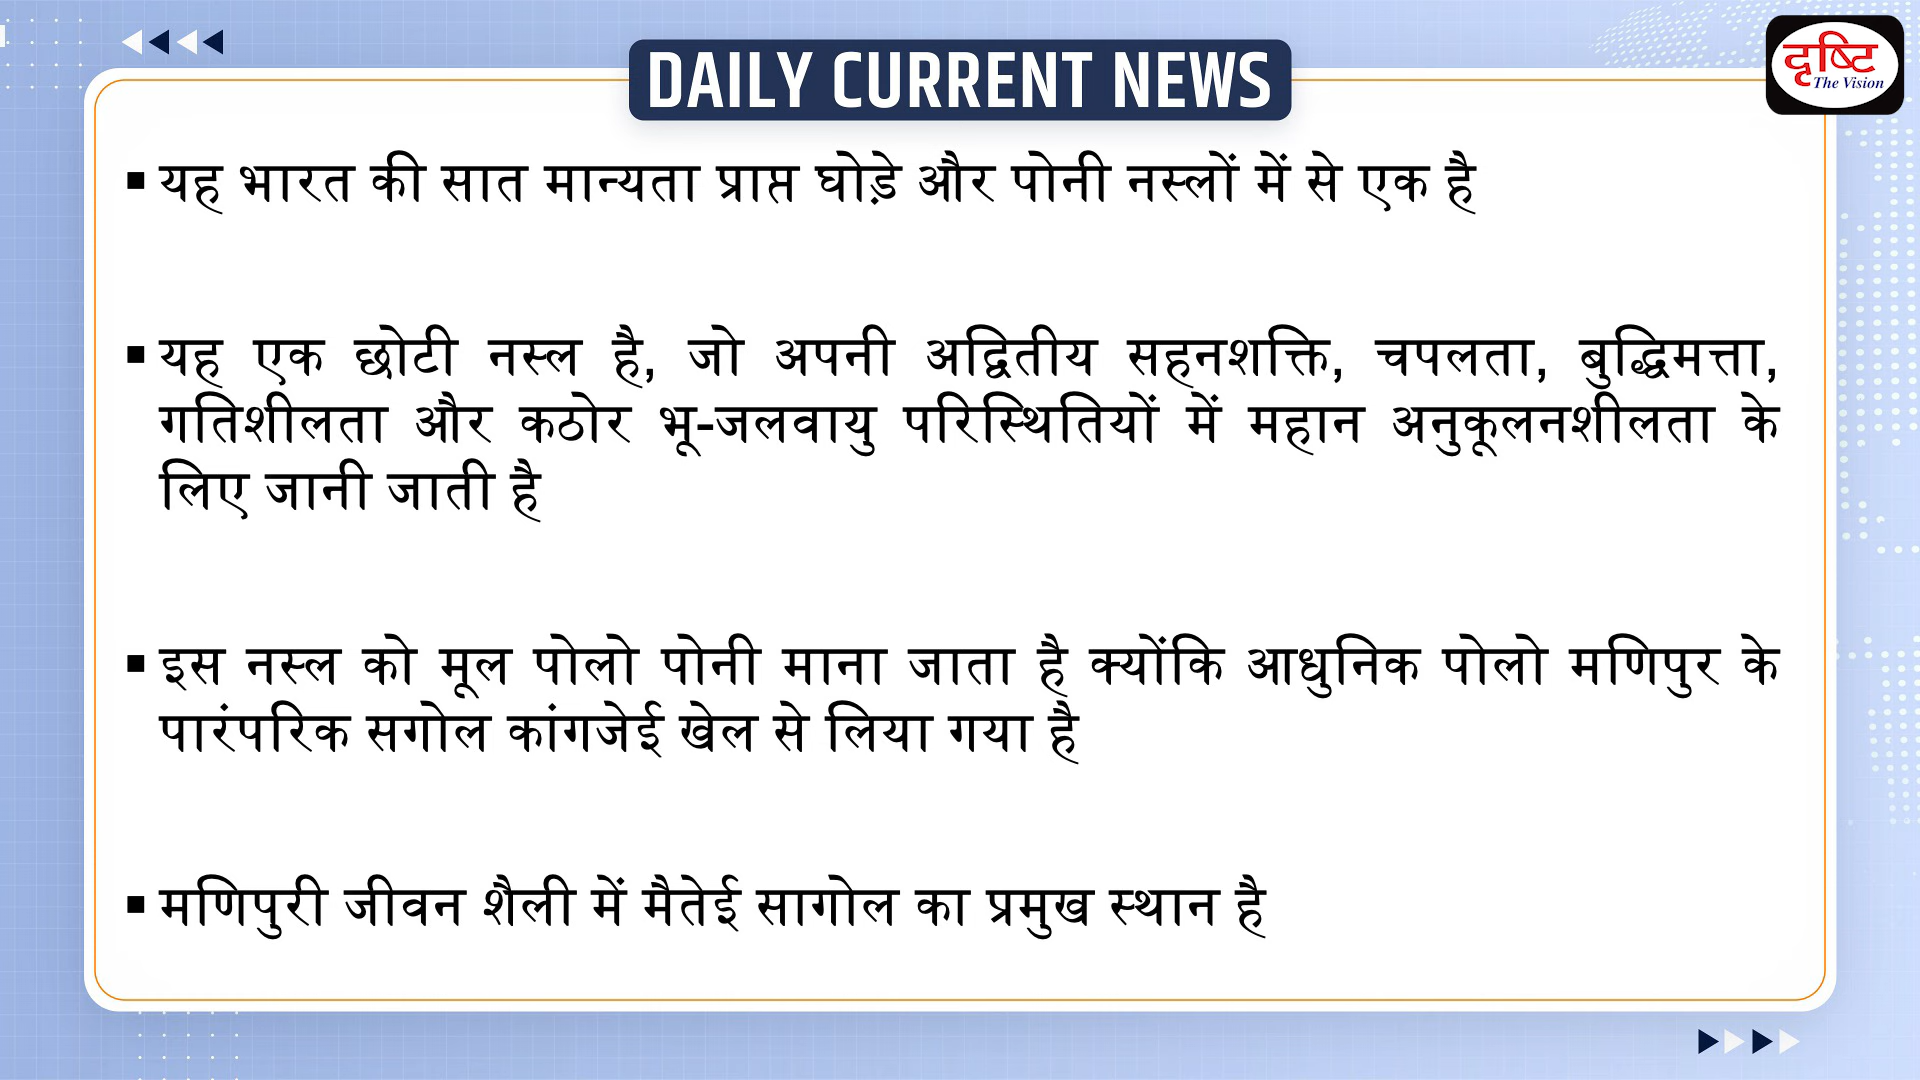 DAILY CURRENT NEWS
दृष्टि
The Vision
▪ यह भारत की सात मान्यता प्राप्त घोड़े और पोनी नस्लों में से एक है
▪ यह एक छोटी नस्ल है, जो अपनी अद्वितीय सहनशक्ति, चपलता, बुद्धिमत्ता,
गतिशीलता और कठोर भू-जलवायु परिस्थितियों में महान अनुकूलनशीलता के
लिए जानी जाती है
▪ इस नस्ल को मूल पोलो पोनी माना जाता है क्योंकि आधुनिक पोलो मणिपुर के
पारंपरिक सगोल कांगजेई खेल से लिया गया है
▪ मणिपुरी जीवन शैली में मैतेई सागोल का प्रमुख स्थान है